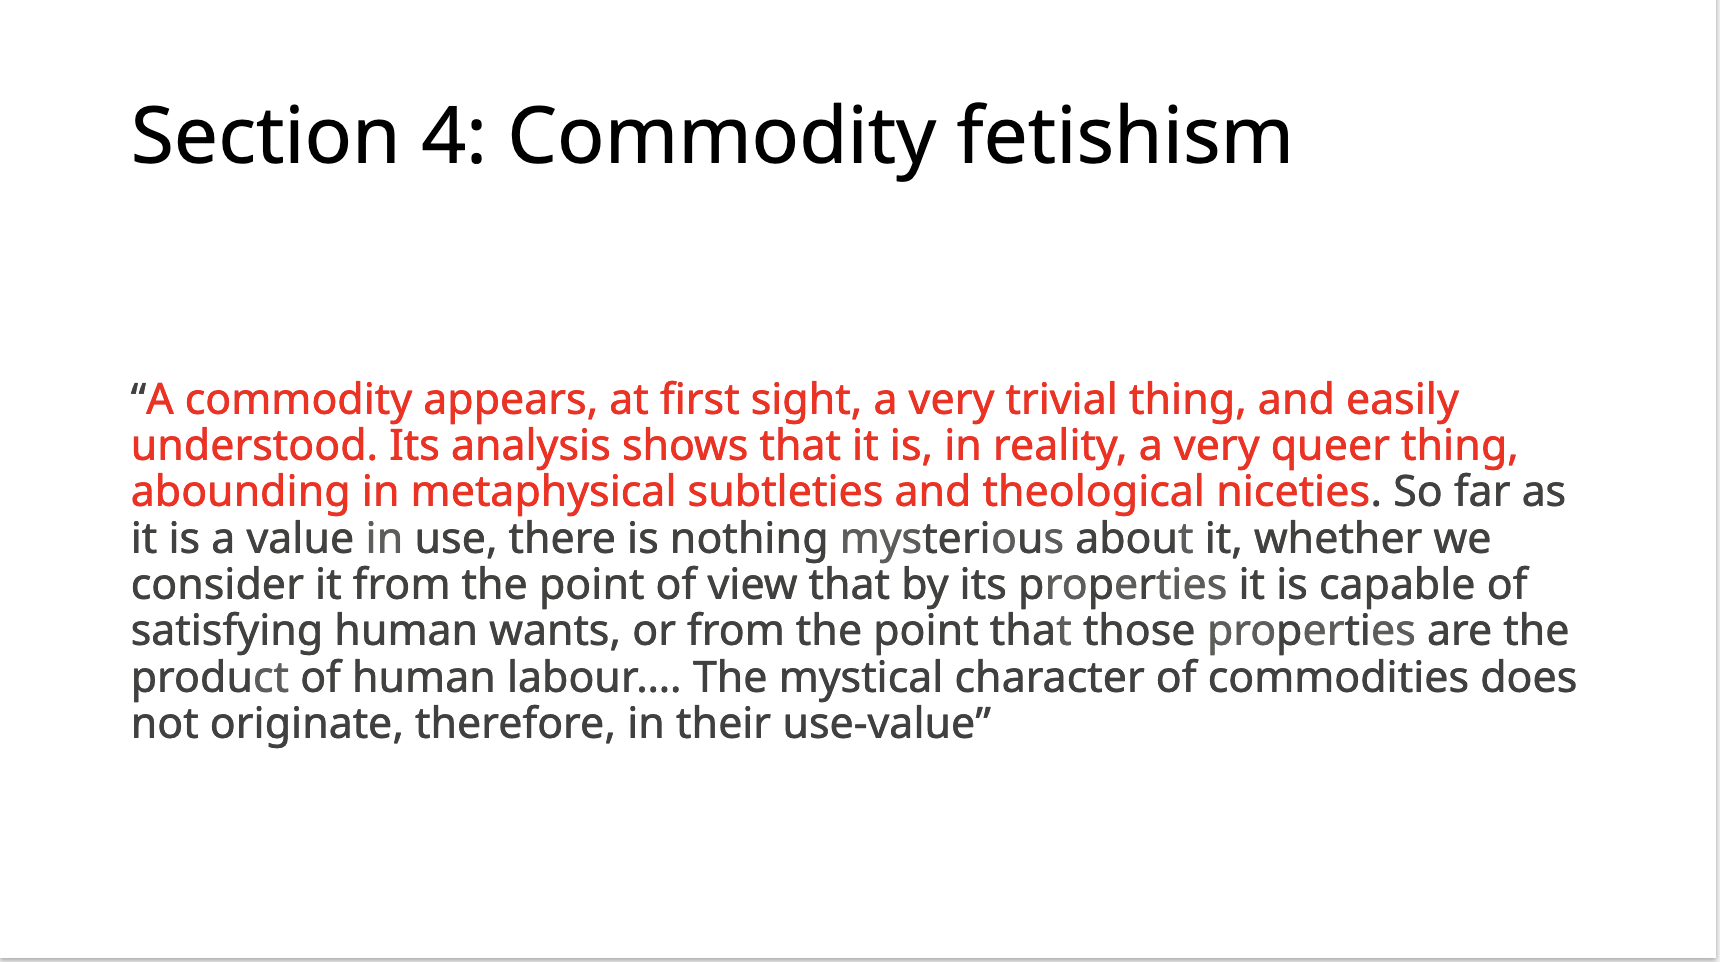 Section 4: Commodity fetishism
“A commodity appears, at first sight, a very trivial thing, and easily
understood. Its analysis shows that it is, in reality, a very queer thing,
abounding in metaphysical subtleties and theological niceties. So far as
it is a value in use, there is nothing mysterious about it, whether we
consider it from the point of view that by its properties it is capable of
satisfying human wants, or from the point that those properties are the
product of human labour.... The mystical character of commodities does
not originate, therefore, in their use-value”